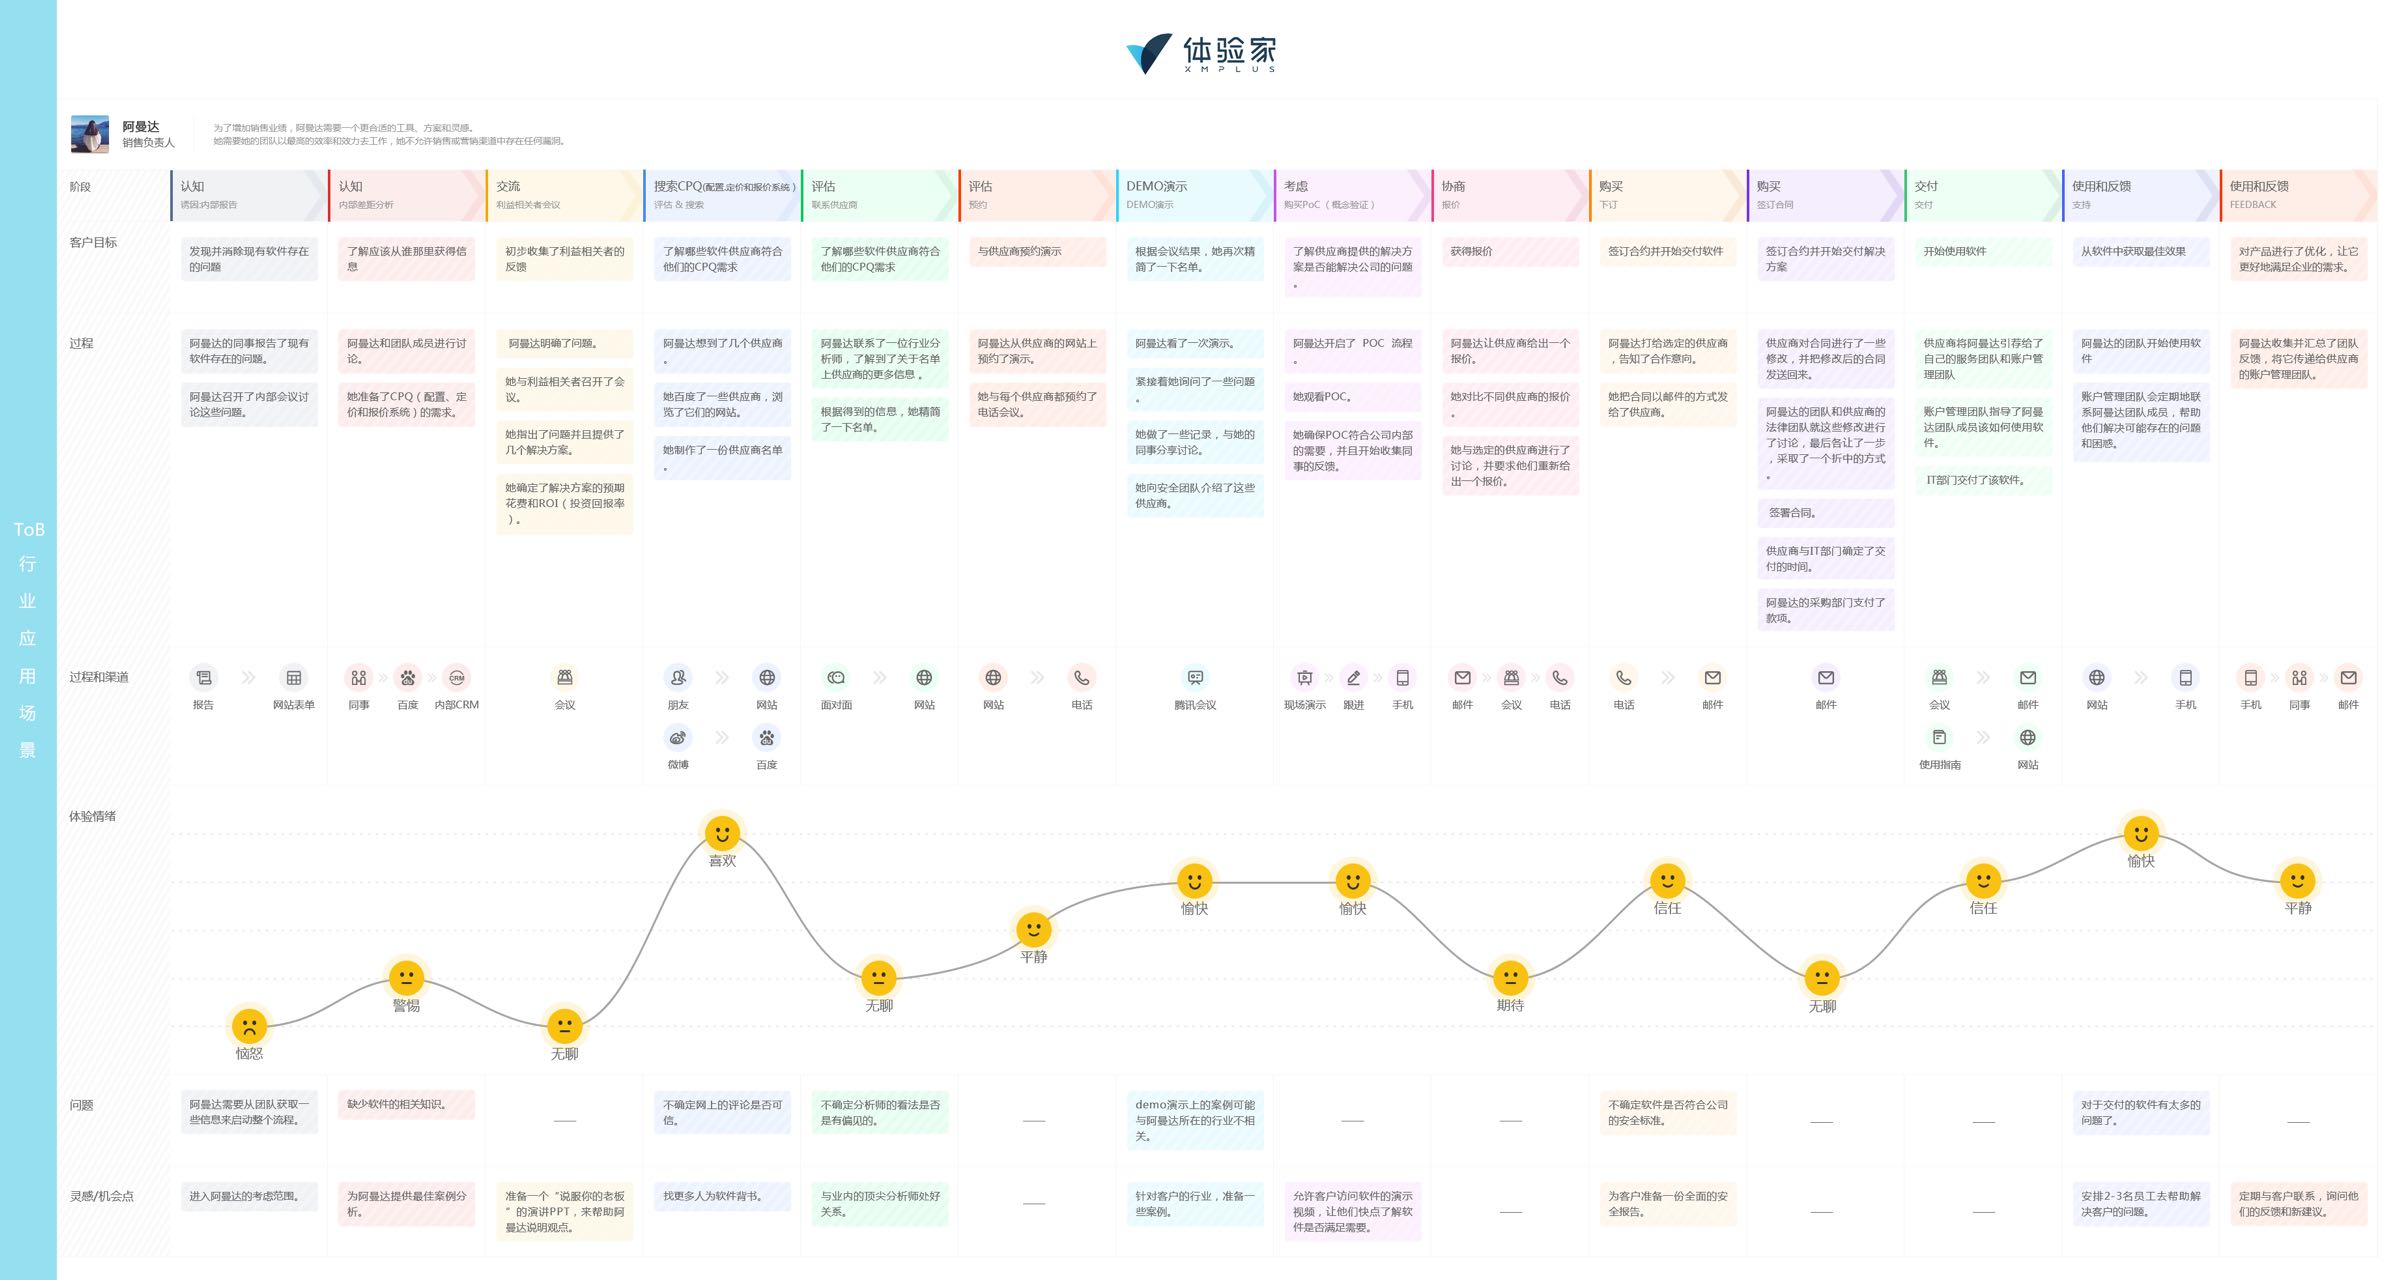 体验家
XMPLUS
ToB
行
业
应
用
场
景
阿曼达
销售负责人
为了增加销售业绩，阿曼达需要一个更合适的工具、方案和灵感。
她需要她的团队以最高的效率和效力去工作，她不允许销售或营销渠道中存在任何漏洞。
阶段
认知
诱因:内部报告
认知
内部差距分析
交流
利益相关者会议
搜索CPQ(配置.定价和报价系统)
评估 & 搜索
评估
联系供应商
评估
预约
DEMO演示
DEMO演示
考虑
购买PoC（概念验证）
协商
报价
购买
下订
购买
签订合同
交付
交付
使用和反馈
支持
使用和反馈
FEEDBACK
客户目标
发现并消除现有软件存在
的问题
了解应该从谁那里获得信
息
初步收集了利益相关者的
反馈
了解哪些软件供应商符合
他们的CPQ需求
了解哪些软件供应商符合
他们的CPQ需求
与供应商预约演示
根据会议结果，她再次精
简了一下名单。
了解供应商提供的解决方
案是否能解决公司的问题
。
获得报价
签订合约并开始交付软件
签订合约并开始交付解决
方案
开始使用软件
从软件中获取最佳效果
对产品进行了优化，让它
更好地满足企业的需求。
过程
阿曼达的同事报告了现有
软件存在的问题。
阿曼达召开了内部会议讨
论这些问题。
阿曼达和团队成员进行讨
论。
她准备了CPQ（配置、定
价和报价系统）的需求。
阿曼达明确了问题。
她与利益相关者召开了会
议。
她指出了问题并且提供了
几个解决方案。
她确定了解决方案的预期
花费和ROI（投资回报率
）。
阿曼达想到了几个供应商
。
她百度了一些供应商，浏
览了它们的网站。
她制作了一份供应商名单
。
阿曼达联系了一位行业分
析师，了解到了关于名单
上供应商的更多信息 。
根据得到的信息，她精简
了一下名单。
阿曼达从供应商的网站上
预约了演示。
她与每个供应商都预约了
电话会议。
阿曼达看了一次演示。
紧接着她询问了一些问题
。
她做了一些记录，与她的
同事分享讨论。
她向安全团队介绍了这些
供应商。
阿曼达开启了 POC 流程
。
她观看POC。
她确保POC符合公司内部
的需要，并且开始收集同
事的反馈。
阿曼达让供应商给出一个
报价。
她对比不同供应商的报价
。
她与选定的供应商进行了
讨论，并要求他们重新给
出一个报价。
阿曼达打给选定的供应商
，告知了合作意向。
她把合同以邮件的方式发
给了供应商。
供应商对合同进行了一些
修改，并把修改后的合同
发送回来。
阿曼达的团队和供应商的
法律团队就这些修改进行
了讨论，最后各让了一步
，采取了一个折中的方式
。
签署合同。
供应商与IT部门确定了交
付的时间。
阿曼达的采购部门支付了
款项。
供应商将阿曼达引荐给了
自己的服务团队和账户管
理团队
账户管理团队指导了阿曼
达团队成员该如何使用软
件。
IT部门交付了该软件。
阿曼达的团队开始使用软
件
账户管理团队会定期地联
系阿曼达团队成员，帮助
他们解决可能存在的问题
和困惑。
阿曼达收集并汇总了团队
反馈，将它传递给供应商
的账户管理团队。
过程和渠道
报告
网站表单
同事
百度
CRM
内部CRM
会议
朋友
网站
微博
百度
面对面
网站
网站
电话
腾讯会议
现场演示
跟进
手机
邮件
会议
电话
电话
邮件
邮件
会议
邮件
使用指南
网站
网站
手机
手机
同事
邮件
体验情绪
恼怒
警惕
无聊
喜欢
无聊
平静
愉快
愉快
期待
信任
无聊
信任
愉快
平静
问题
阿曼达需要从团队获取一
些信息来启动整个流程。
缺少软件的相关知识。
不确定网上的评论是否可
信。
不确定分析师的看法是否
是有偏见的。
demo演示上的案例可能
与阿曼达所在的行业不相
关。
不确定软件是否符合公司
的安全标准。
对于交付的软件有太多的
问题了。
灵感/机会点
进入阿曼达的考虑范围。
为阿曼达提供最佳案例分
析。
准备一个“说服你的老板
”的演讲PPT，来帮助阿
曼达说明观点。
找更多人为软件背书。
与业内的顶尖分析师处好
关系。
针对客户的行业，准备一
些案例。
允许客户访问软件的演示
视频，让他们快点了解软
件是否满足需要。
为客户准备一份全面的安
全报告。
安排2-3名员工去帮助解
决客户的问题。
定期与客户联系，询问他
们的反馈和新建议。